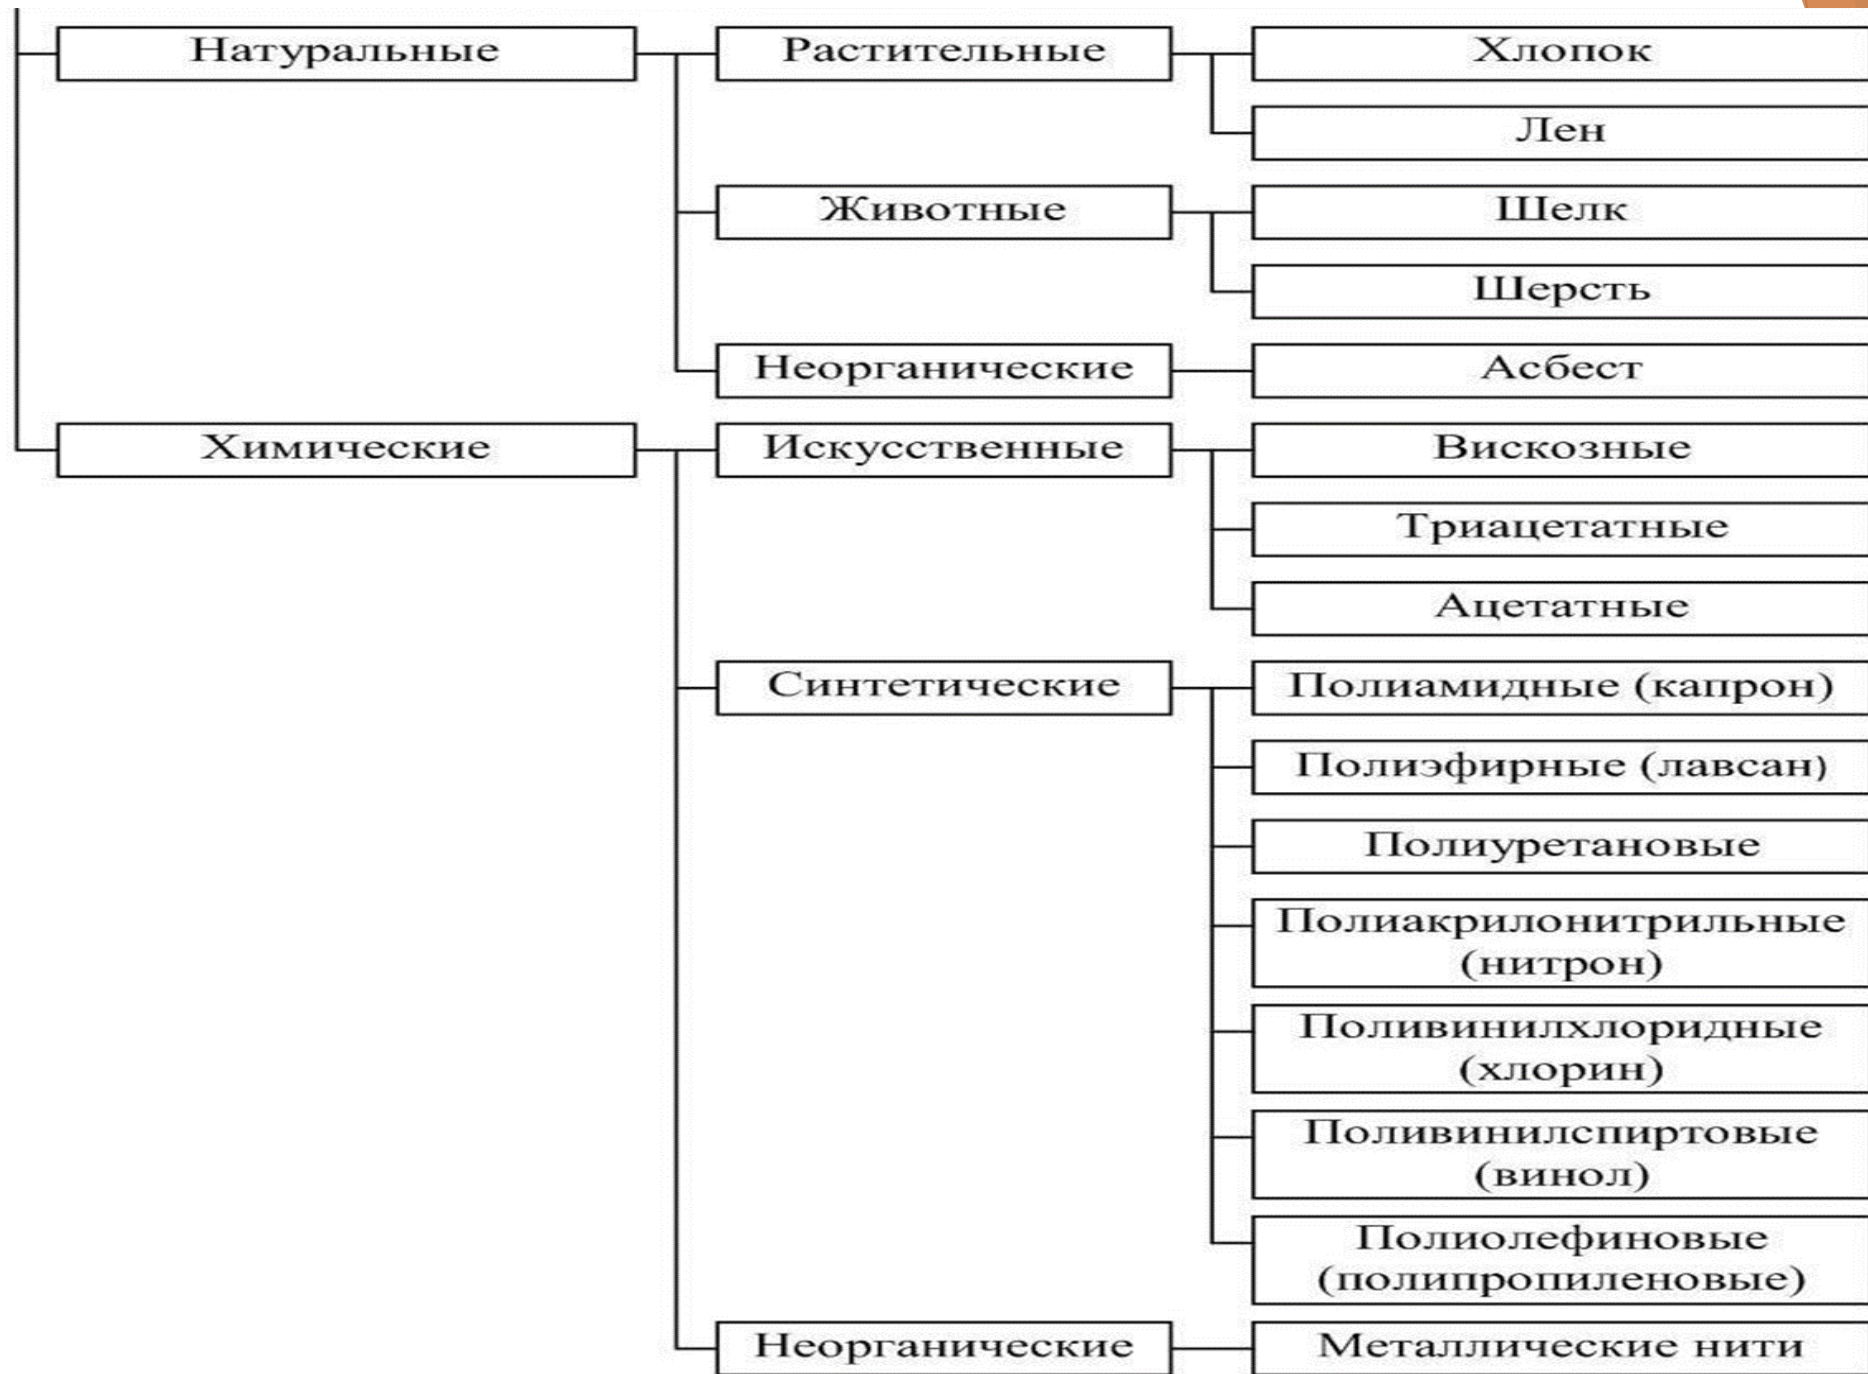 Натуральные
Растительные
Хлопок
Лен
Животные
Шелк
Шерсть
Неорганические
Асбест
Химические
Искусственные
Вискозные
Триацетатные
Ацетатные
Синтетические
Полиамидные (капрон)
Полиэфирные (лавсан)
Полиуретановые
Полиакрилонитрильные
(нитрон)
Поливинилхлоридные
(хлорин)
Поливинилспиртовые
(винол)
Полиолефиновые
(полипропиленовые)
Неорганические
Металлические нити